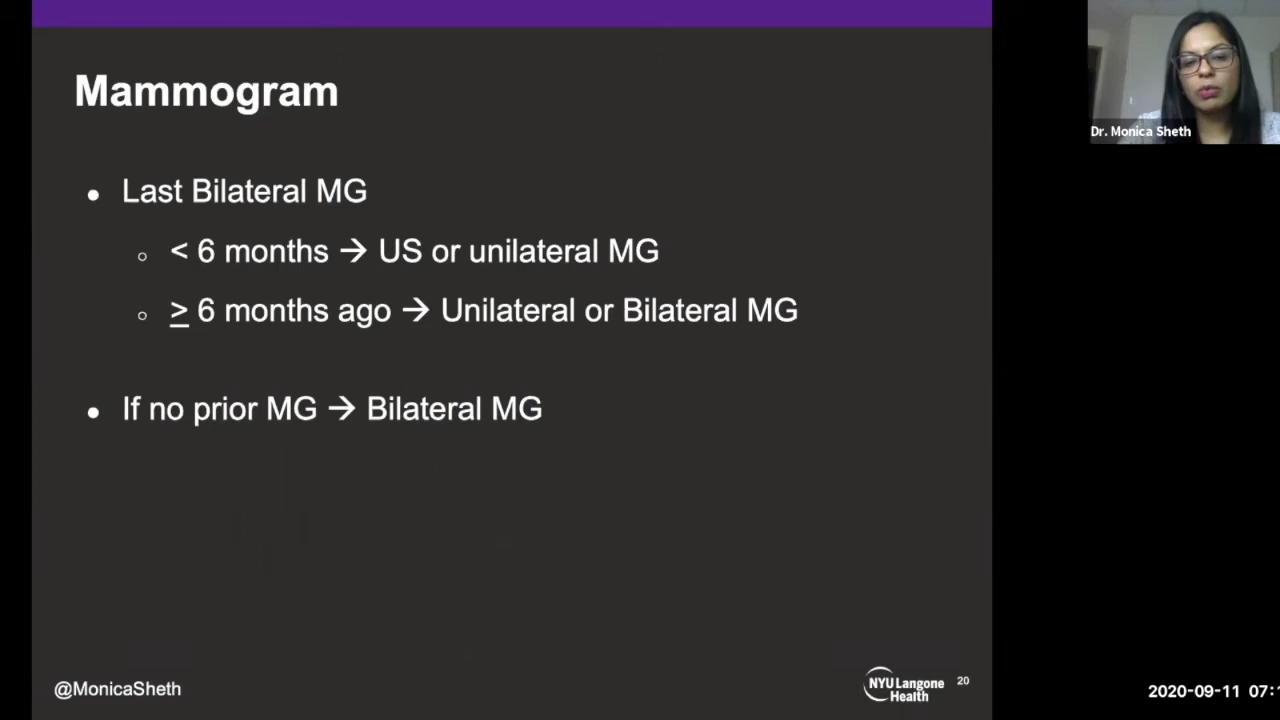 Mammogram
Dr. Monica Sheth
• Last Bilateral MG
○ < 6 months → US or unilateral MG
○ ≥ 6 months ago → Unilateral or Bilateral MG
• If no prior MG → Bilateral MG
@MonicaSheth
NYU Langone
Health
20
2020-09-11 07: